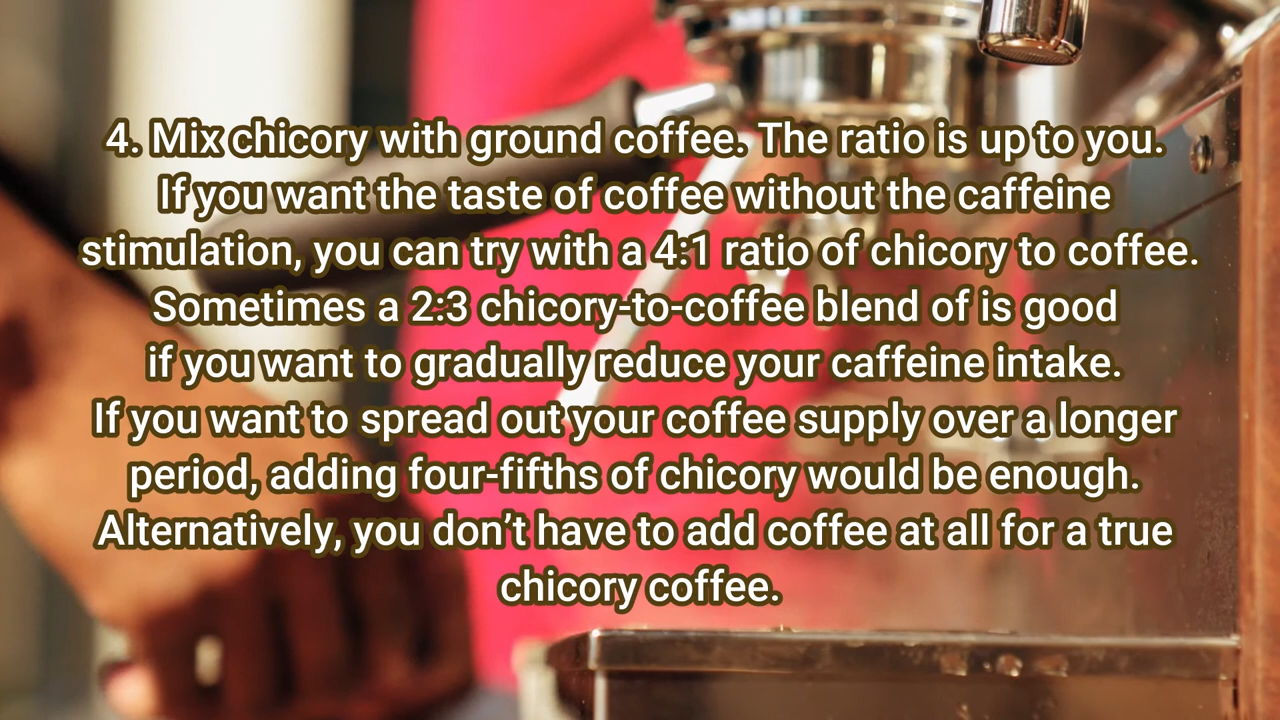 4. Mix chicory with ground coffee. The ratio is up to you.
If you want the taste of coffee without the caffeine
stimulation, you can try with a 4:1 ratio of chicory to coffee.
Sometimes a 2:3 chicory-to-coffee blend of is good
if you want to gradually reduce your caffeine intake.
If you want to spread out your coffee supply over a longer
period, adding four-fifths of chicory would be enough.
Alternatively, you don’t have to add coffee at all for a true
chicory coffee.